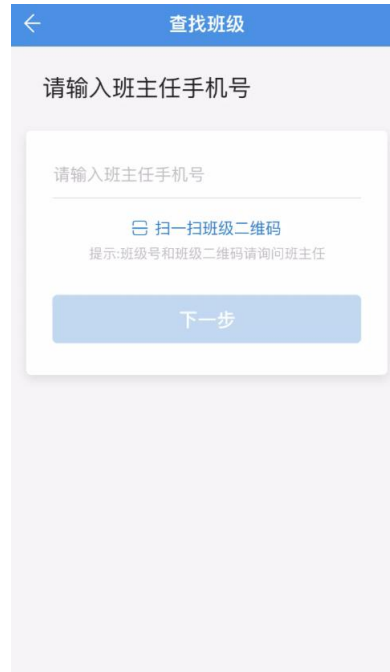 查找班级
请输入班主任手机号
请输入班主任手机号
扫一扫班级二维码
提示:班级号和班级二维码请询问班主任
下一步